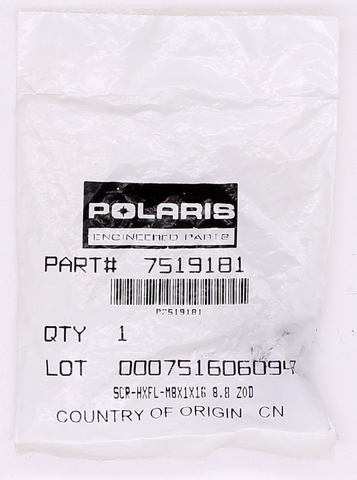 POLARIS
ENGINEERED PARTS
PART# 7519181
P7519181
QTY 1
LOT 000751606094
SCR-HXFL-M8X1X16 8.8 ZOD
COUNTRY OF ORIGIN CN